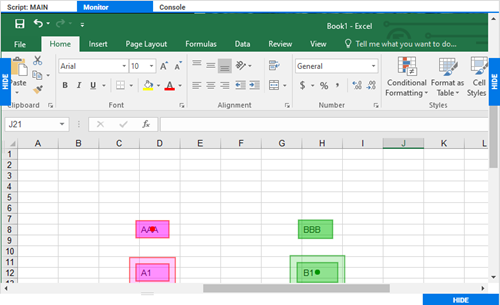 Script: MAIN Monitor Console
Book1 - Excel
File Home Insert Page Layout Formulas Data Review View Tell me what you want to do...
HIDE
aste
Arial 10 A A
B I U A
General
$ % ,
Conditional Formatting
Format as Table
Cell Styles
HIDE
Clipboard Font Alignment Number Styles
J21 fx
A B C D E F G H I J K L
1
2
3
4
5
6
7
8 AAA BBB
9
10
11
12 A1 B1
13
HIDE